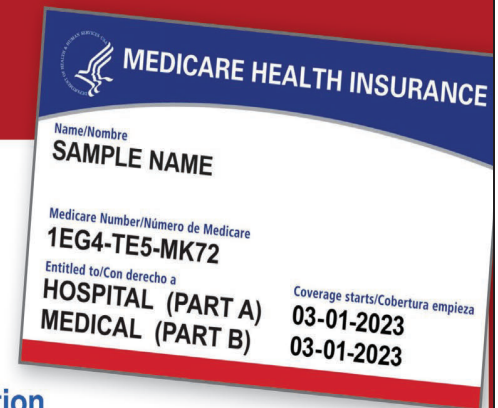 MEDICARE HEALTH INSURANCE
Name/Nombre
SAMPLE NAME
Medicare Number/Número de Medicare
1EG4-TE5-MK72
Entitled to/Con derecho a
HOSPITAL (PART A)
MEDICAL (PART B)
Coverage starts/Cobertura empieza
03-01-2023
03-01-2023